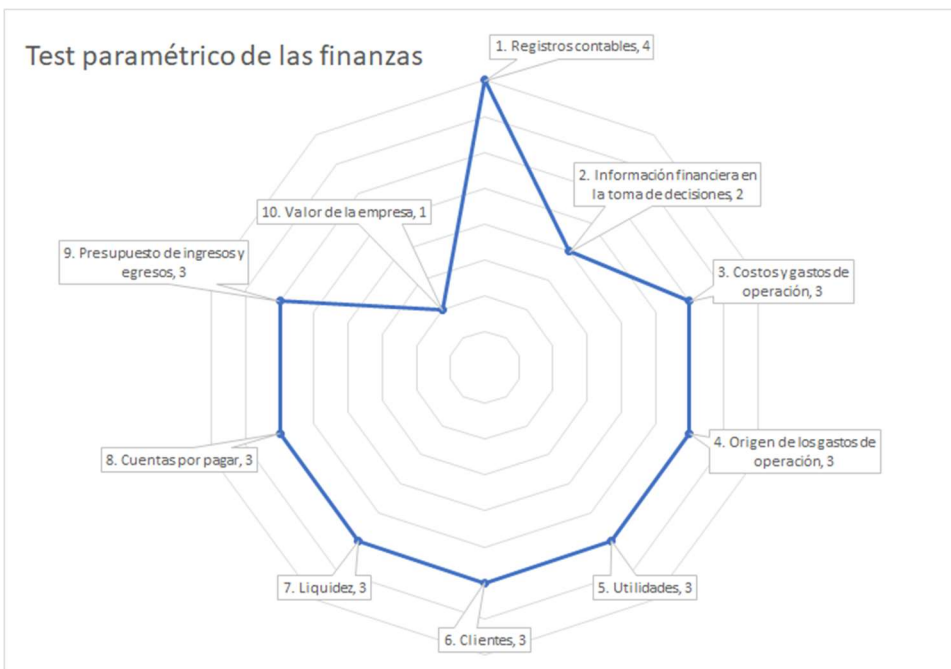 Test paramétrico de las finanzas
1. Registros contables, 4
2. Información financiera en
la toma de decisiones, 2
3. Costos y gastos de
operación, 3
4. Origen de los gastos de
operación, 3
5. Utilidades, 3
6. Clientes, 3
7. Liquidez, 3
8. Cuentas por pagar, 3
9. Presupuesto de ingresos y
egresos, 3
10. Valor de la empresa, 1